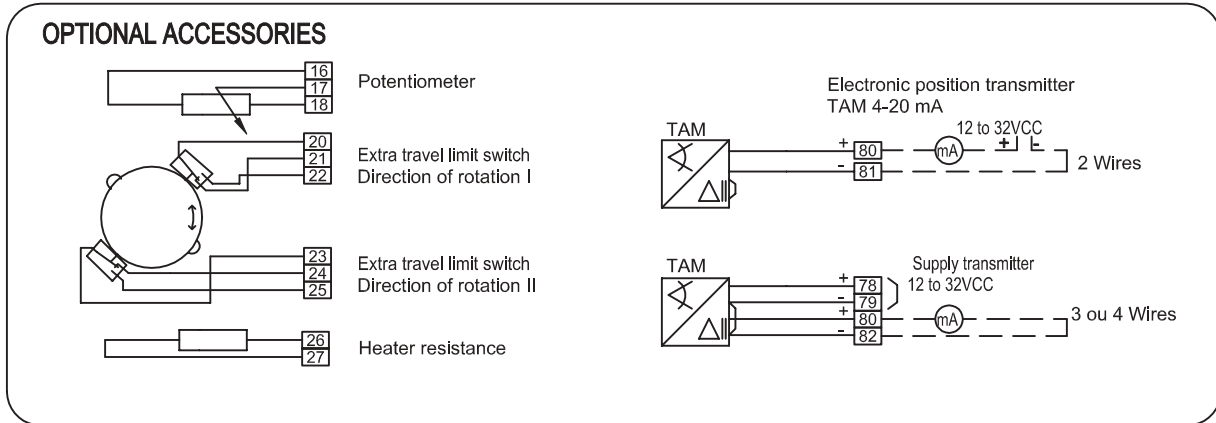 OPTIONAL ACCESSORIES
16
17
18
Potentiometer
20
21
22
Extra travel limit switch
Direction of rotation I
23
24
25
Extra travel limit switch
Direction of rotation II
26
27
Heater resistance
Electronic position transmitter
TAM 4-20 mA
TAM
12 to 32VCC
+ 80 mA + -
- 81
2 Wires
TAM
Supply transmitter
12 to 32VCC
+ 78
- 79
+ 80 mA
- 82
3 ou 4 Wires